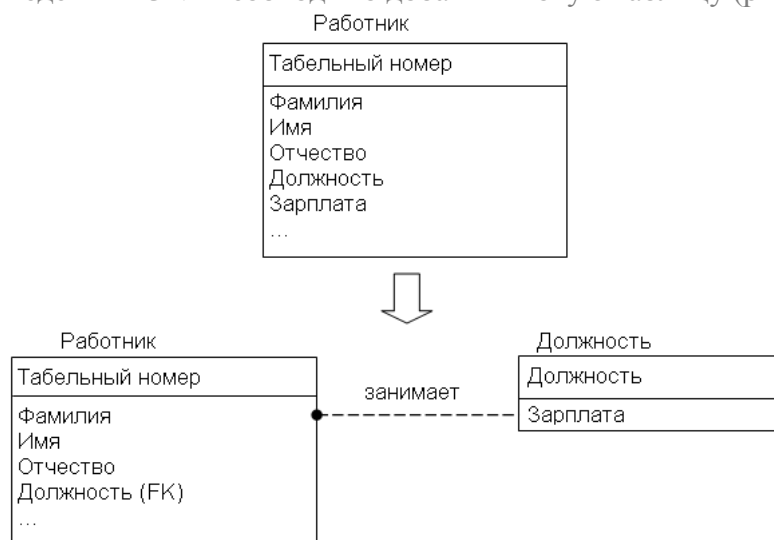 Работник
Табельный номер
Фамилия
Имя
Отчество
Должность
Зарплата
...
Работник
Табельный номер
Фамилия
Имя
Отчество
Должность (FK)
...
занимает
Должность
Должность
Зарплата